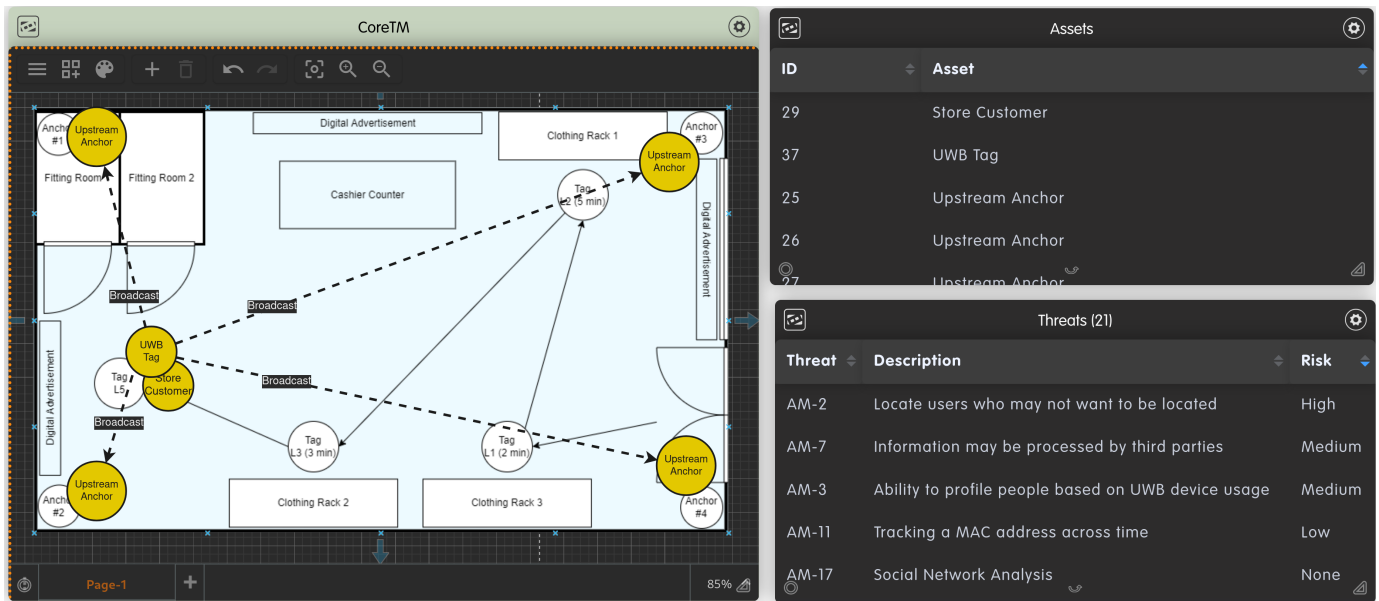 CoreTM
Digital Advertisement
Anchor
#1
Upstream
Anchor
Fitting Room
Fitting Room 2
Cashier Counter
Clothing Rack 1
Anchor
#3
Upstream
Anchor
Tag
L2 (5 min)
Digital Advertisement
Broadcast
Broadcast
UWB
Tag
Tag
L5
Store
Customer
Broadcast
Broadcast
Digital Advertisement
Tag
L3 (3 min)
Tag
L1 (2 min)
Upstream
Anchor
Upstream
Anchor
Anchor
#2
Clothing Rack 2
Clothing Rack 3
Anchor
#4
Page-1
85%
Assets
ID Asset
29 Store Customer
37 UWB Tag
25 Upstream Anchor
26 Upstream Anchor
27 Upstream Anchor
Threats (21)
Threat Description Risk
AM-2 Locate users who may not want to be located High
AM-7 Information may be processed by third parties Medium
AM-3 Ability to profile people based on UWB device usage Medium
AM-11 Tracking a MAC address across time Low
AM-17 Social Network Analysis None